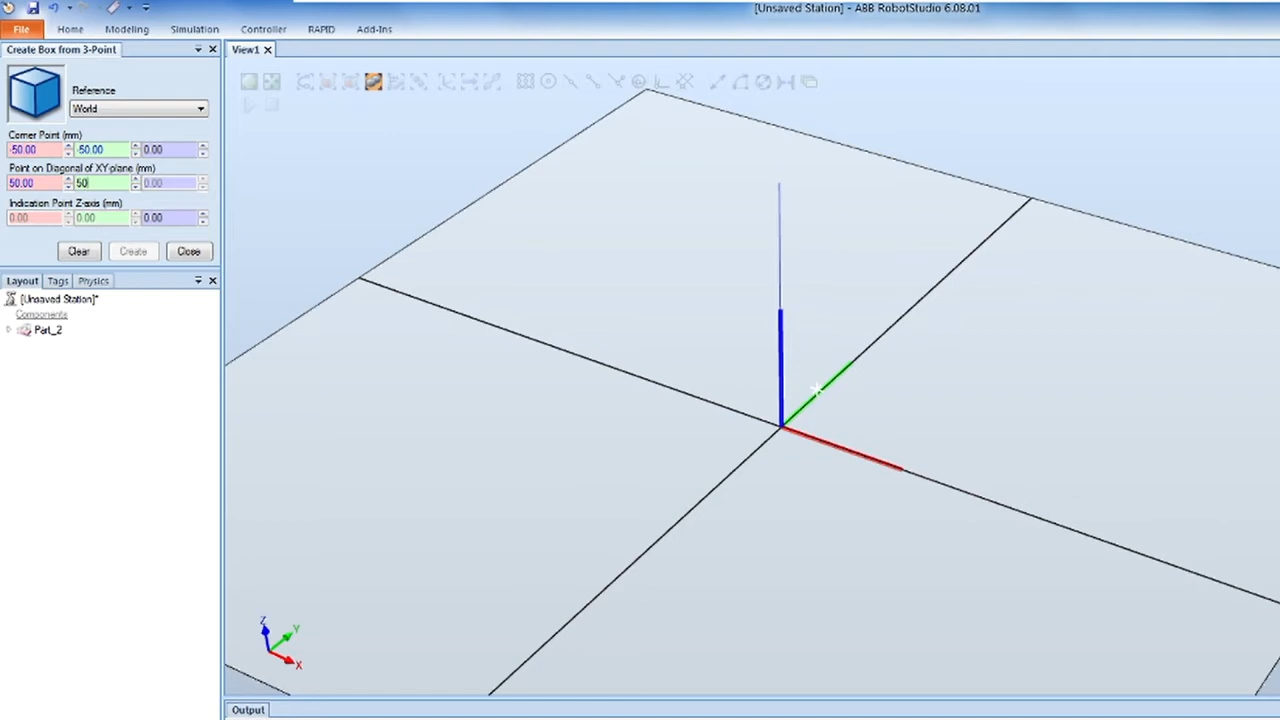 [Unsaved Station] - ABB RobotStudio 6.08.01
File Home Modeling Simulation Controller RAPID Add-Ins
Create Box from 3-Point
View1
Reference
World
Corner Point (mm)
-50.00 -50.00 0.00
Point on Diagonal of XY-plane (mm)
50.00 50 0.00
Indication Point Z-axis (mm)
0.00 0.00 0.00
Clear Create Close
Layout Tags Physics
[Unsaved Station]*
Components
Part_2
Z
Y
X
Output